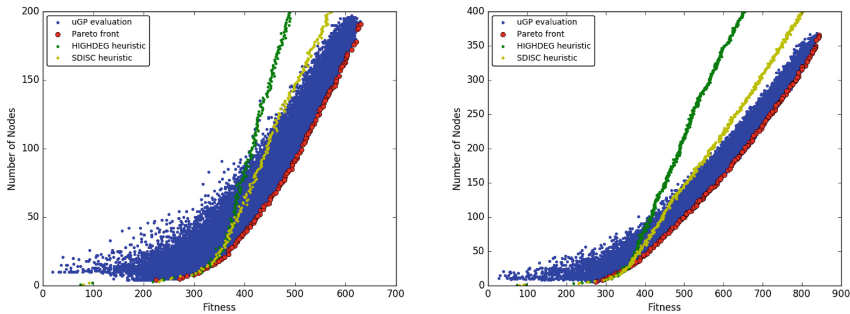 200
150
100
50
0
Number of Nodes
uGP evaluation
Pareto front
HIGHDEG heuristic
SDISC heuristic
0 100 200 300 400 500 600 700
Fitness
400
350
300
250
200
150
100
50
0
Number of Nodes
uGP evaluation
Pareto front
HIGHDEG heuristic
SDISC heuristic
0 100 200 300 400 500 600 700 800 900
Fitness